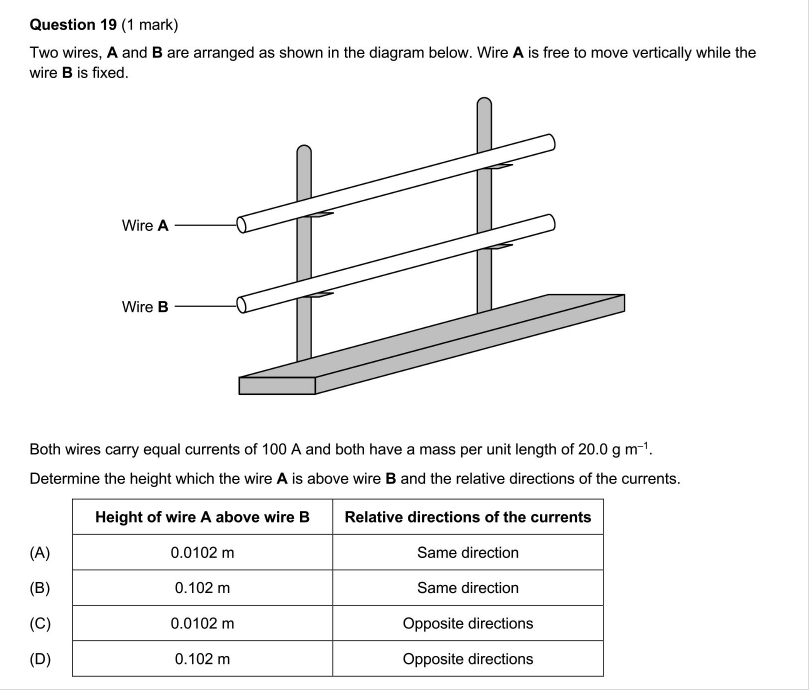 Question 19 (1 mark)
Two wires, A and B are arranged as shown in the diagram below. Wire A is free to move vertically while the
wire B is fixed.
Wire A
Wire B
Both wires carry equal currents of 100 A and both have a mass per unit length of 20.0 g m⁻¹.
Determine the height which the wire A is above wire B and the relative directions of the currents.
Height of wire A above wire B Relative directions of the currents
(A) 0.0102 m Same direction
(B) 0.102 m Same direction
(C) 0.0102 m Opposite directions
(D) 0.102 m Opposite directions